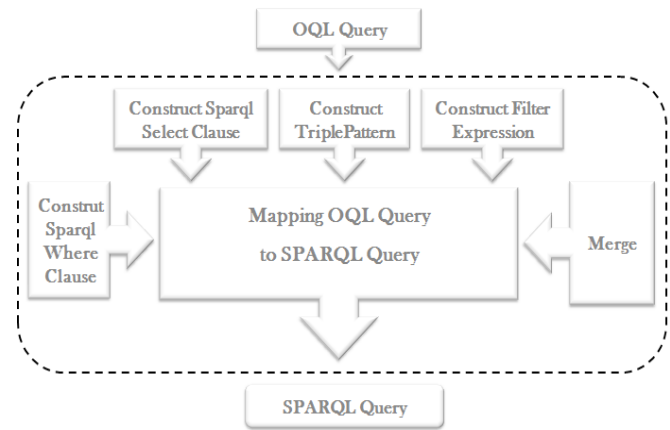 OQL Query
Construct Sparql
Select Clause
Construct
TriplePattern
Construct Filter
Expression
Construt
Sparql
Where
Clause
Mapping OQL Query
to SPARQL Query
Merge
SPARQL Query